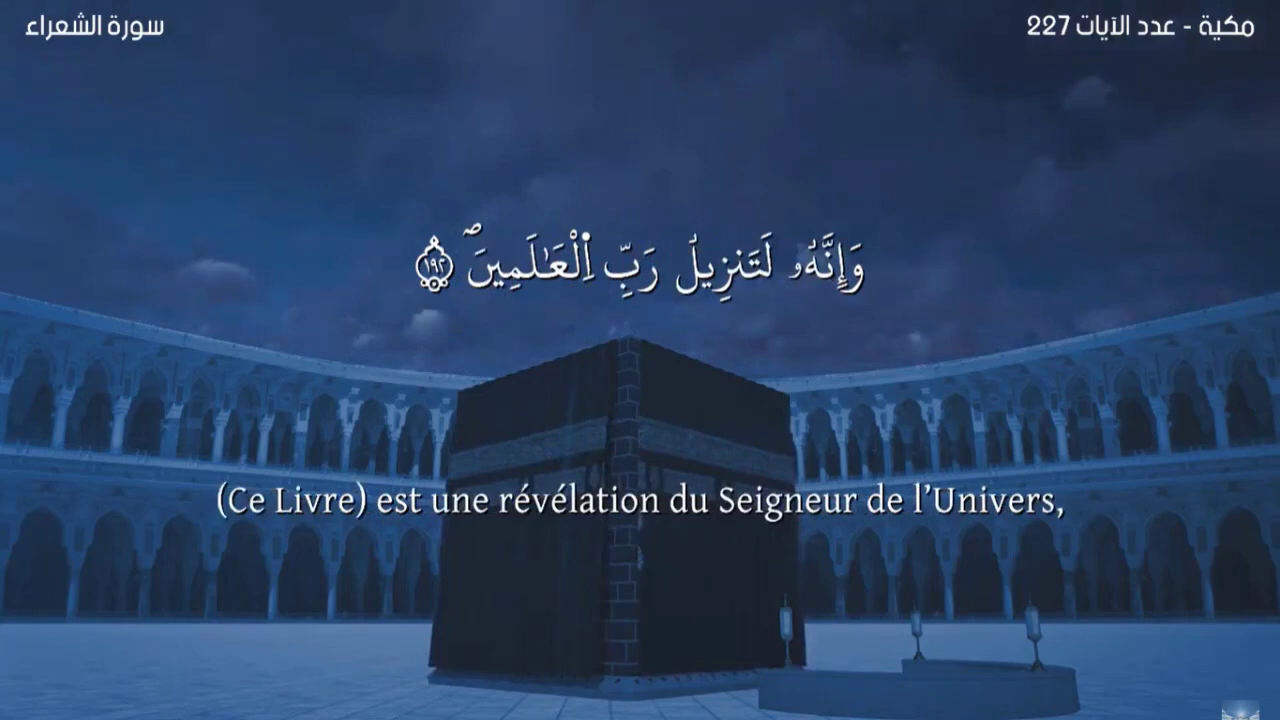 سورة الشعراء
مكية - عدد الآيات 227
وَإِنَّهُۥ لَتَنزِيلُ رَبِّ اِ۬لْعَٰلَمِينَۖ ١٩٢
(Ce Livre) est une révélation du Seigneur de l’Univers,